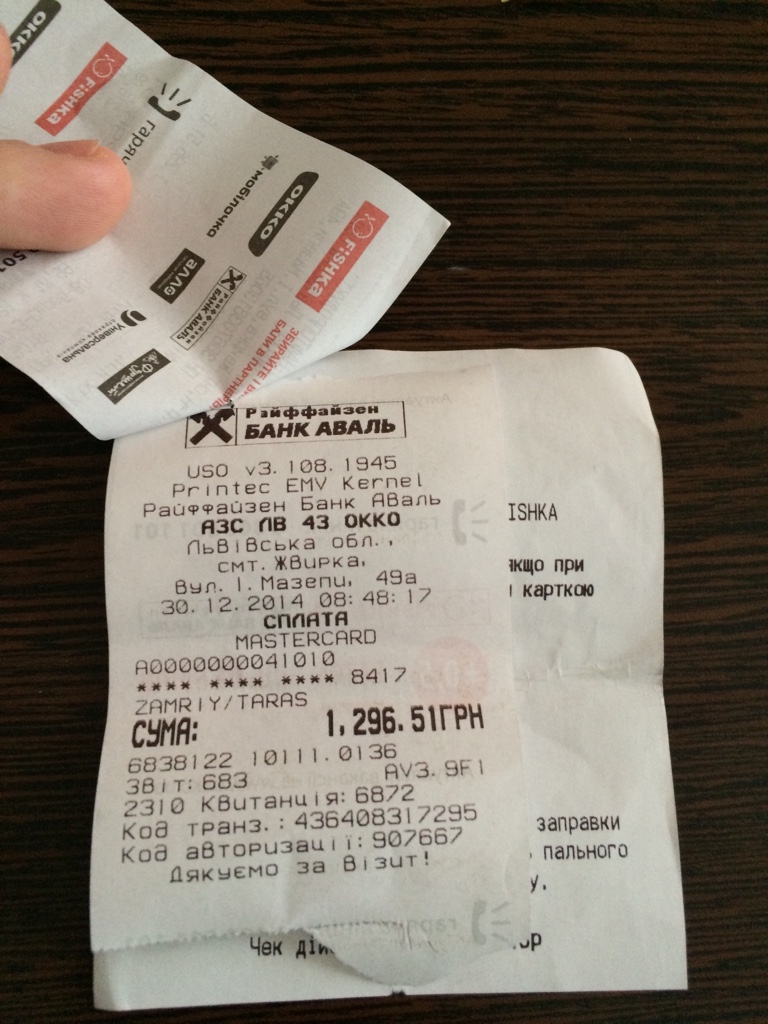 OKKO
FISHKA
мобілочка
OKKO
FISHKA
алло
Райффайзен
БАНК АВАЛЬ
Універсальна
Райффайзен
БАНК АВАЛЬ
USO v3.108.1945
Printec EMV Kernel
Райффайзен Банк Аваль
АЗС ЛВ 43 ОККО
Львівська обл.,
смт. Жвирка,
Вул. І.Мазепи, 49а
30.12.2014 08:48:17
СПЛАТА
MASTERCARD
A0000000041010
**** **** **** 8417
ZAMRIY/TARAS
СУМА: 1,296.51ГРН
6838122 10111.0136
Звіт: 683 AV3.9F1
2310 Квитанція: 6872
Код транз.: 436408317295
Код авторизації: 907667
Дякуємо за Візит!
ISHKA
якщо при
карткою
заправки
пального
у.
Чек